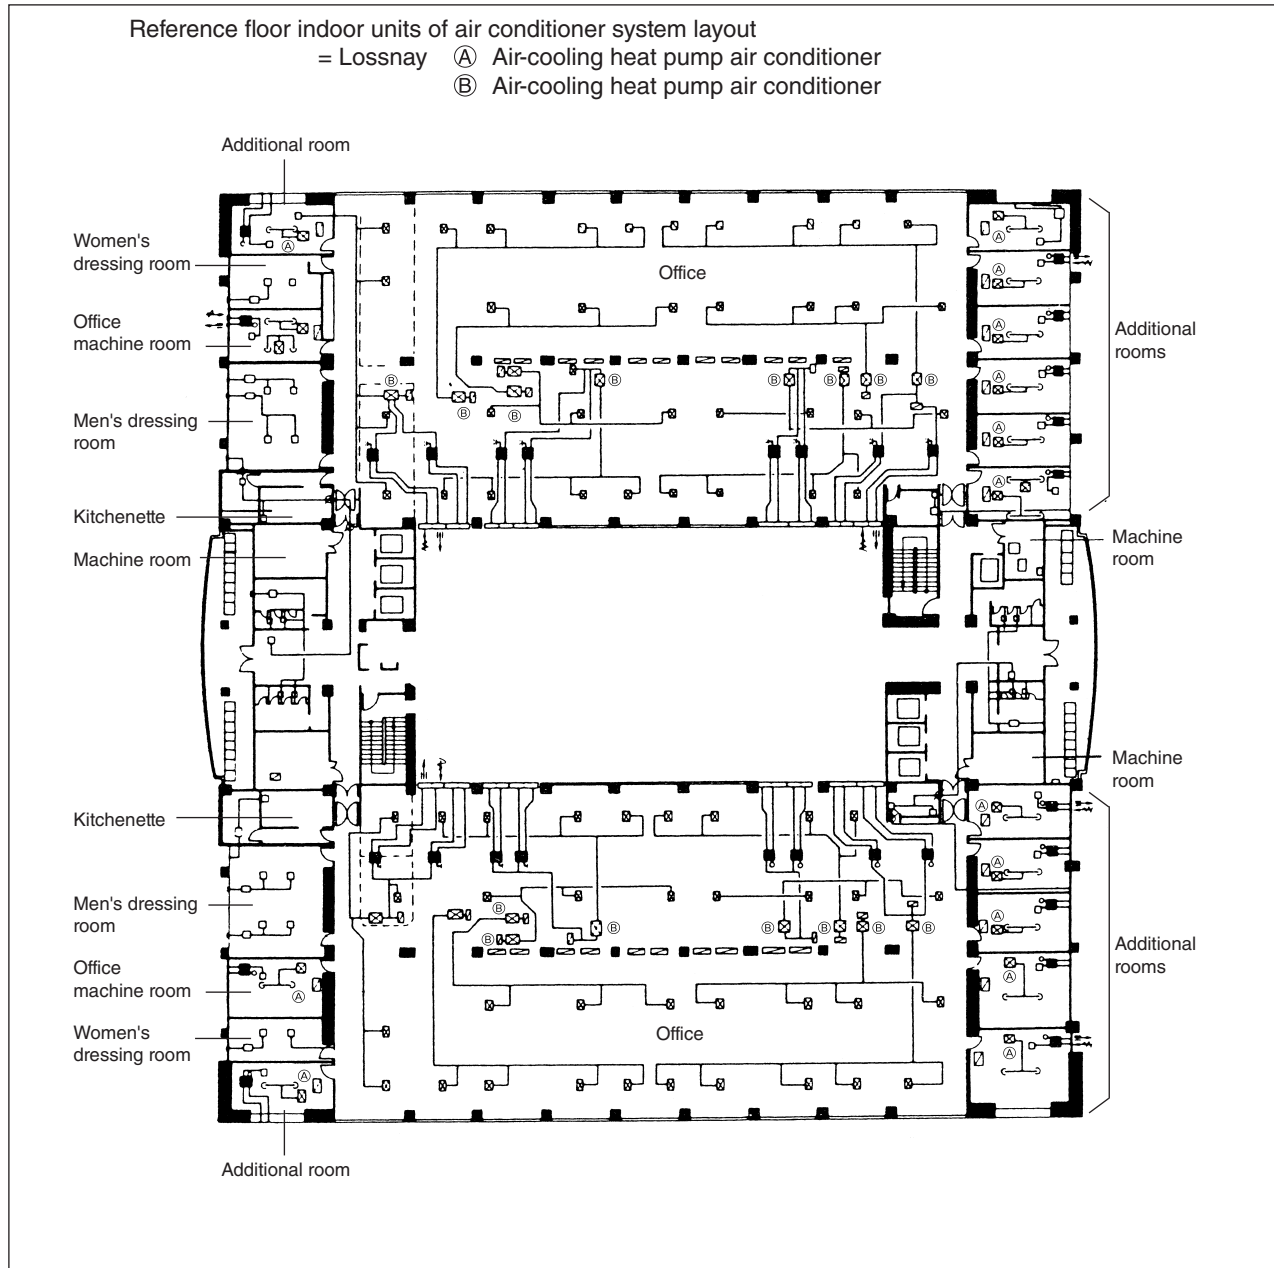 Reference floor indoor units of air conditioner system layout
= Lossnay Ⓐ Air-cooling heat pump air conditioner
Ⓑ Air-cooling heat pump air conditioner
Additional room
Women's
dressing room
Office
machine room
Men's dressing
room
Kitchenette
Machine room
Office
Additional
rooms
Machine
room
Ⓐ
Ⓐ
Ⓐ
Ⓐ
Ⓐ
Ⓐ
Ⓐ
Ⓑ
Ⓑ
Ⓑ
Ⓑ
Ⓑ
Ⓑ
Ⓑ
Ⓑ
Machine
room
Kitchenette
Men's dressing
room
Office
machine room
Women's
dressing room
Additional room
Office
Additional
rooms
Ⓐ
Ⓐ
Ⓐ
Ⓐ
Ⓐ
Ⓐ
Ⓐ
Ⓑ
Ⓑ
Ⓑ
Ⓑ
Ⓑ
Ⓑ
Ⓑ